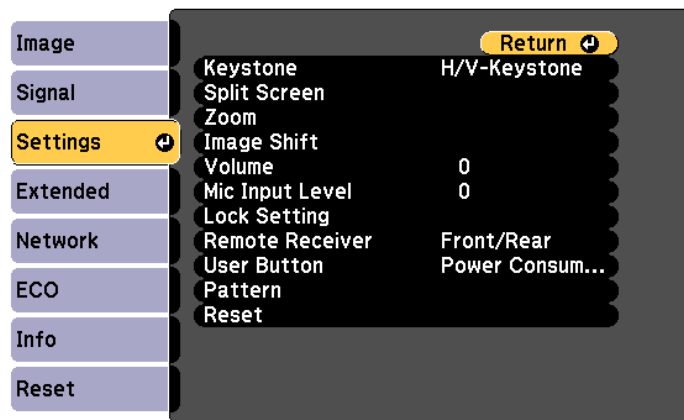 Image
Signal
Settings
Extended
Network
ECO
Info
Reset
Return
Keystone H/V-Keystone
Split Screen
Zoom
Image Shift
Volume 0
Mic Input Level 0
Lock Setting
Remote Receiver Front/Rear
User Button Power Consum...
Pattern
Reset